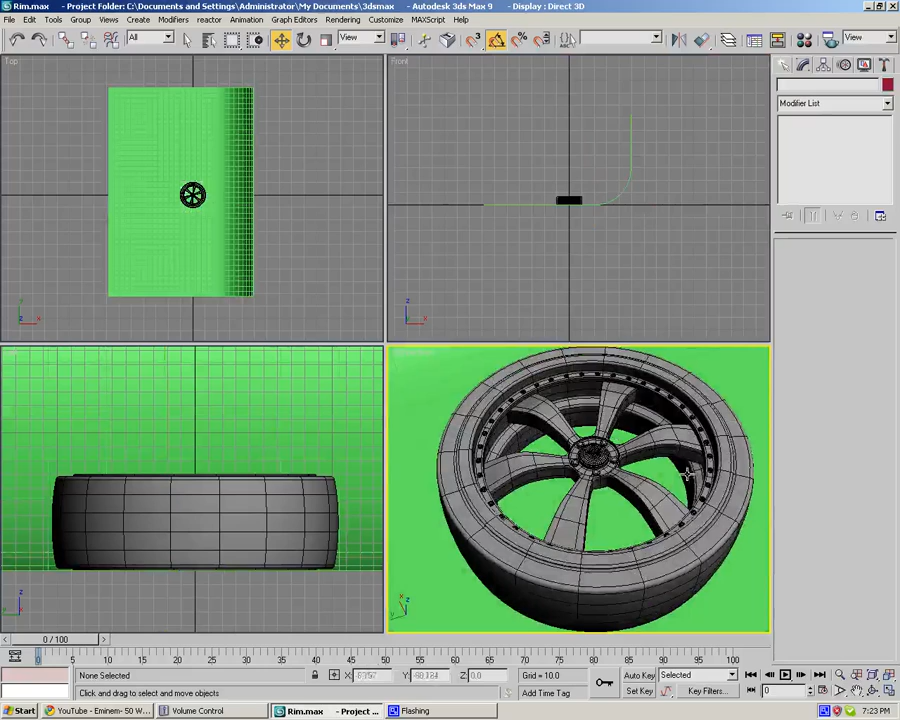 Rim.max - Project Folder: C:\Documents and Settings\Administrator\My Documents\3dsmax - Autodesk 3ds Max 9 - Display : Direct 3D
File Edit Tools Group Views Create Modifiers reactor Animation Graph Editors Rendering Customize MAXScript Help
All View View
Top Front
Modifier List
0 / 100
0 5 10 15 20 25 30 35 40 45 50 55 60 65 70 75 80 85 90 95 100
None Selected X: Y: Z: 0.0 Grid = 10.0 Auto Key Selected
Click and drag to select and move objects Add Time Tag Set Key Key Filters... 0
Start YouTube - Eminem- 50 W... Volume Control Rim.max - Project ... Flashing 7:23 PM